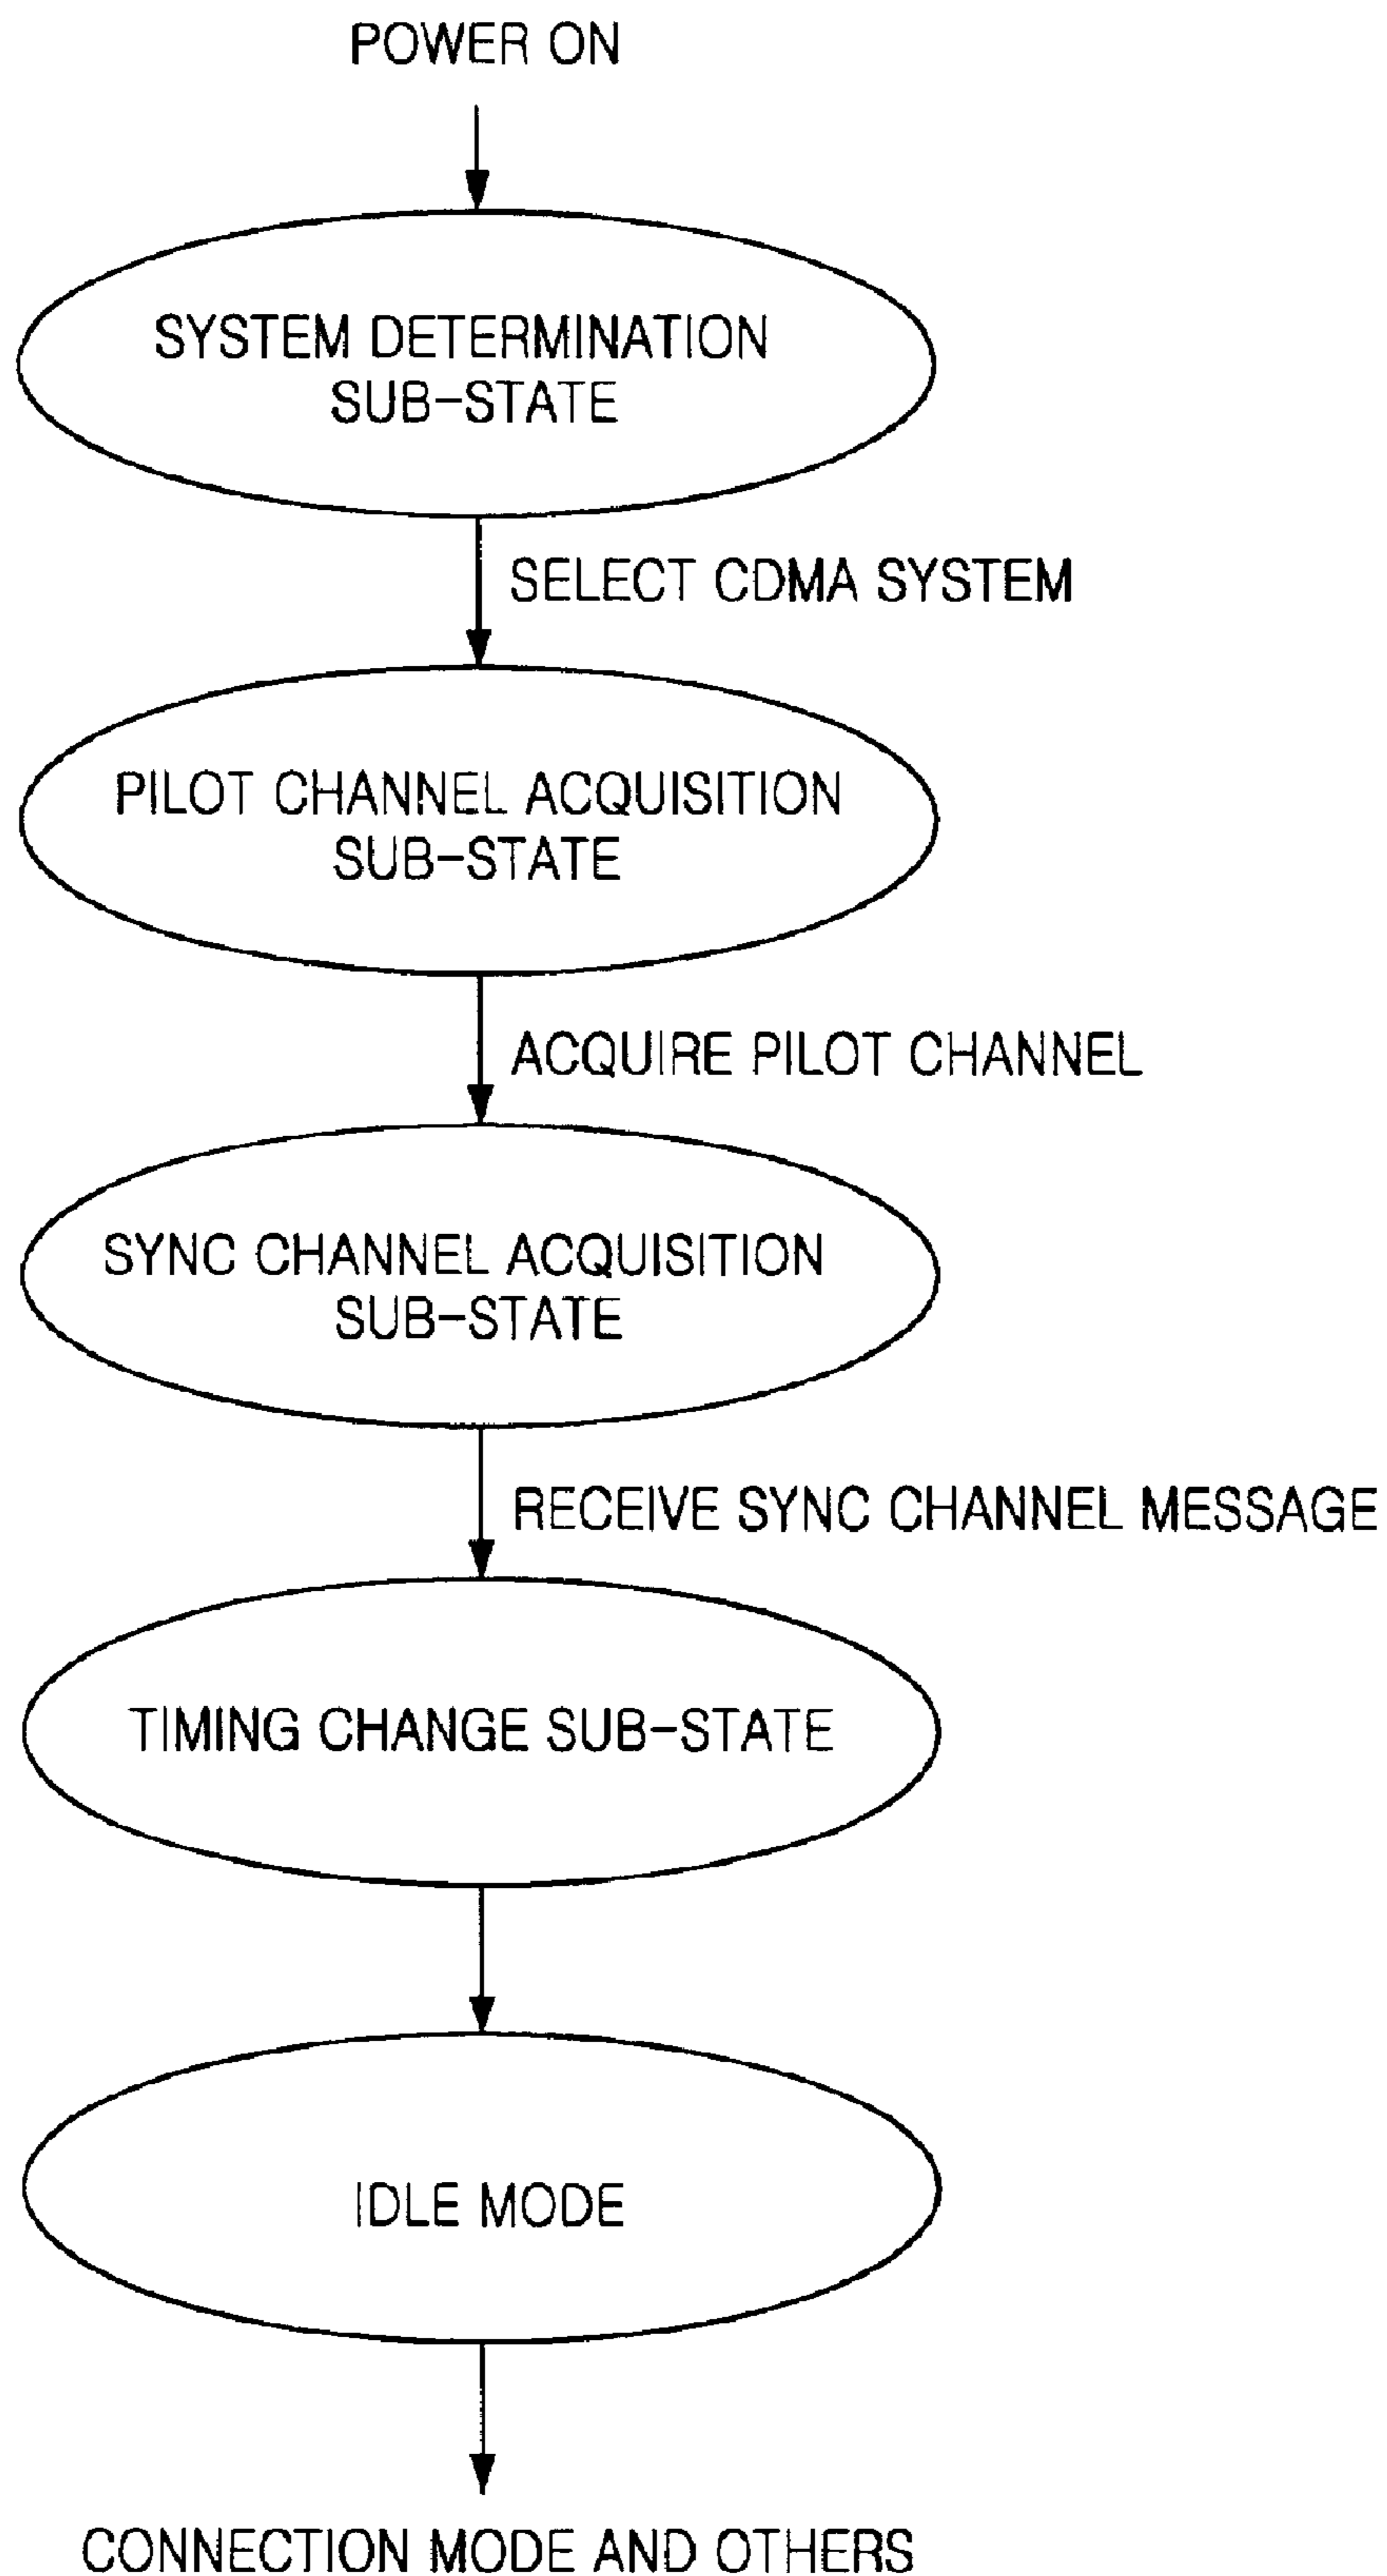 POWER ON
SYSTEM DETERMINATION
SUB-STATE
SELECT CDMA SYSTEM
PILOT CHANNEL ACQUISITION
SUB-STATE
ACQUIRE PILOT CHANNEL
SYNC CHANNEL ACQUISITION
SUB-STATE
RECEIVE SYNC CHANNEL MESSAGE
TIMING CHANGE SUB-STATE
IDLE MODE
CONNECTION MODE AND OTHERS